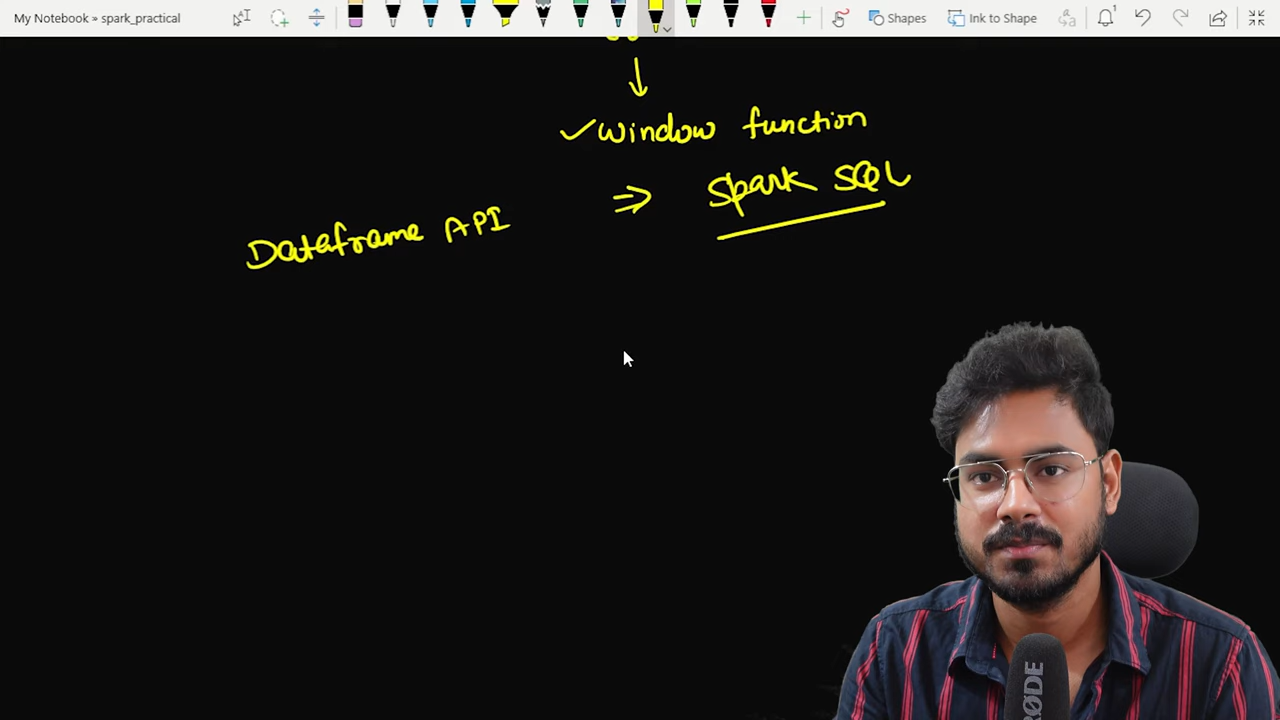 My Notebook » spark_practical
Shapes
Ink to Shape
↓
✓ window function
⇒ Spark SQL
Dataframe API
RØDE